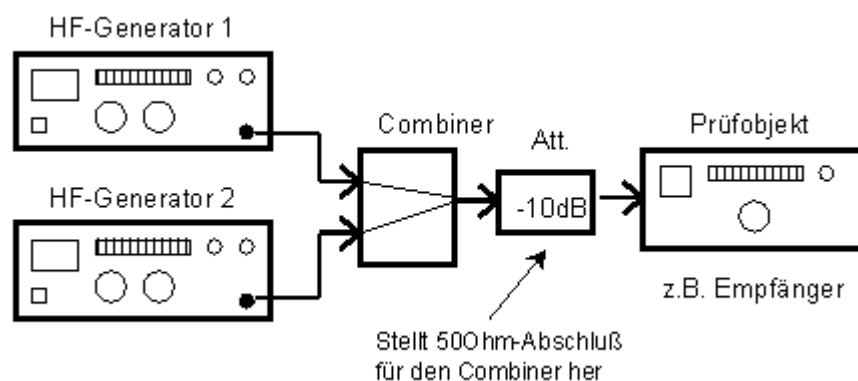 HF-Generator 1
HF-Generator 2
Combiner
Att.
-10dB
Prüfobjekt
z.B. Empfänger
Stellt 50Ohm-Abschluß
für den Combiner her